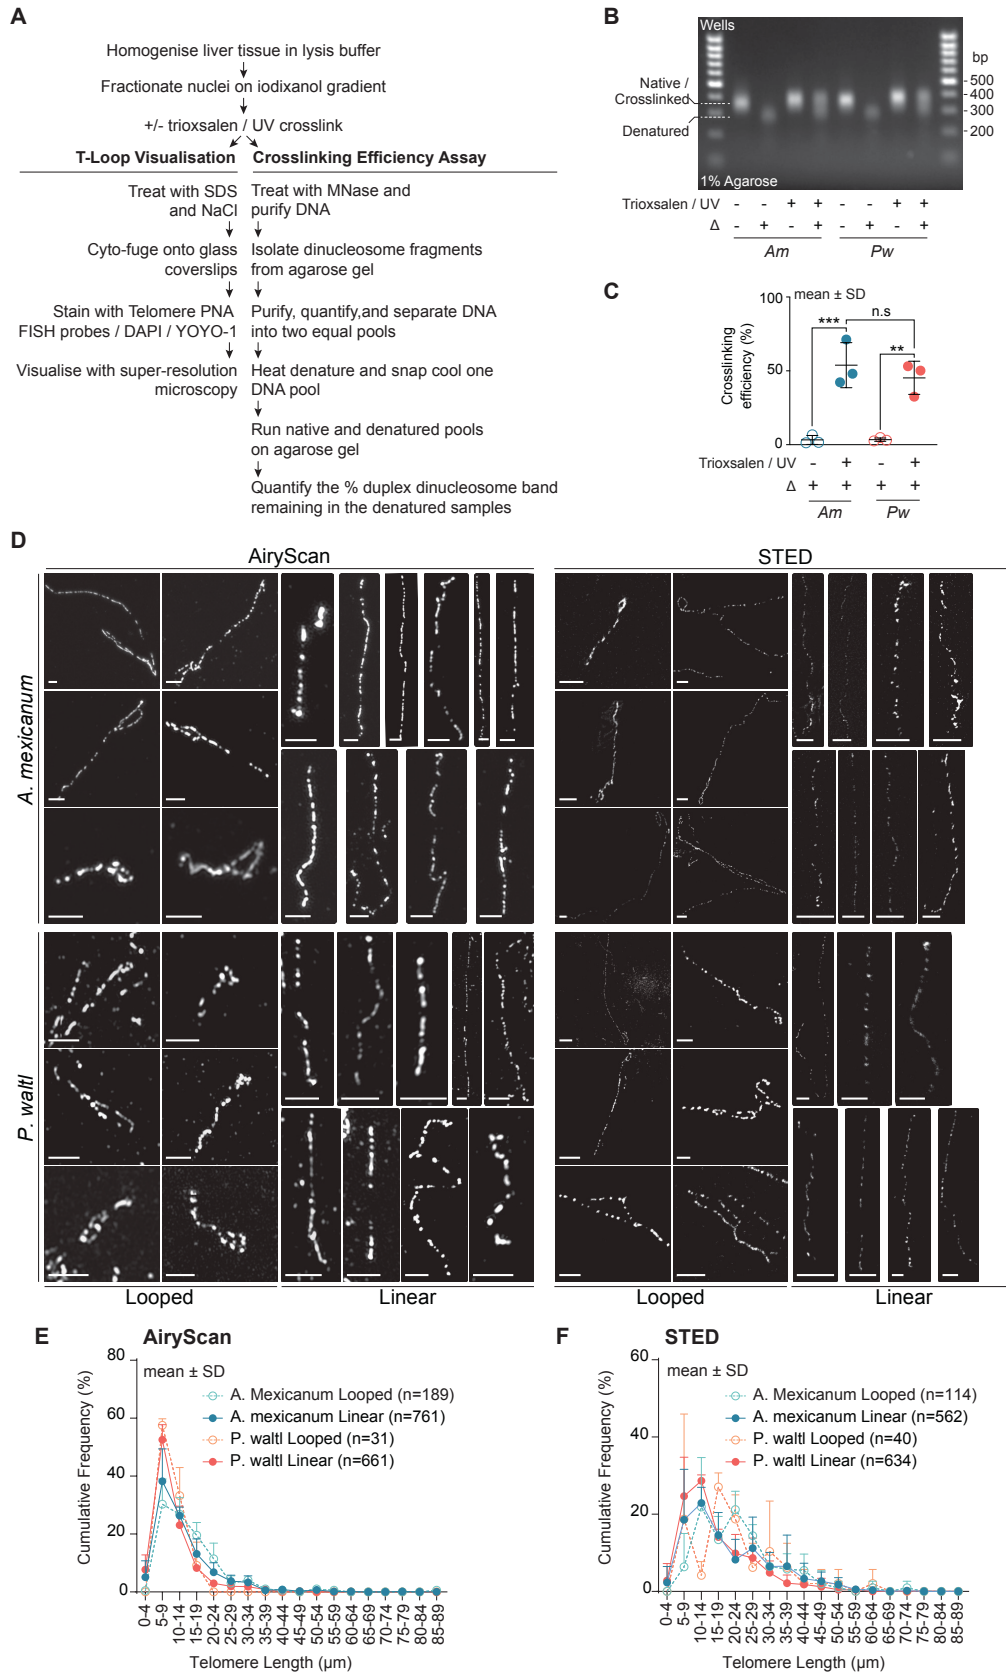 A
Homogenise liver tissue in lysis buffer
Fractionate nuclei on iodixanol gradient
+/- trioxsalen / UV crosslink
T-Loop Visualisation
Treat with SDS
and NaCl
Cyto-fuge onto glass
coverslips
Stain with Telomere PNA
FISH probes / DAPI / YOYO-1
Visualise with super-resolution
microscopy
Crosslinking Efficiency Assay
Treat with MNase and
purify DNA
Isolate dinucleosome fragments
from agarose gel
Purify, quantify,and separate DNA
into two equal pools
Heat denature and snap cool one
DNA pool
Run native and denatured pools
on agarose gel
Quantify the % duplex dinucleosome band
remaining in the denatured samples
B
Wells
bp
500
400
300
200
Native /
Crosslinked
Denatured
1% Agarose
Trioxsalen / UV - - + + - - + +
Δ - + - + - + - +
Am Pw
C
mean ± SD
100
50
0
Crosslinking
efficiency (%)
*** n.s
**
Trioxsalen / UV - + - +
Δ + + + +
Am Pw
D
AiryScan STED
A. mexicanum
P. waltl
Looped Linear Looped Linear
E AiryScan
mean ± SD
80
60
40
20
0
Cumulative Frequency (%)
A. Mexicanum Looped (n=189)
A. mexicanum Linear (n=761)
P. waltl Looped (n=31)
P. waltl Linear (n=661)
0-4 5-9 10-14 15-19 20-24 25-29 30-34 35-39 40-44 45-49 50-54 55-59 60-64 65-69 70-74 75-79 80-84 85-89
Telomere Length (µm)
F STED
mean ± SD
60
40
20
0
Cumulative Frequency (%)
A. Mexicanum Looped (n=114)
A. mexicanum Linear (n=562)
P. waltl Looped (n=40)
P. waltl Linear (n=634)
0-4 5-9 10-14 15-19 20-24 25-29 30-34 35-39 40-44 45-49 50-54 55-59 60-64 65-69 70-74 75-79 80-84 85-89
Telomere Length (µm)